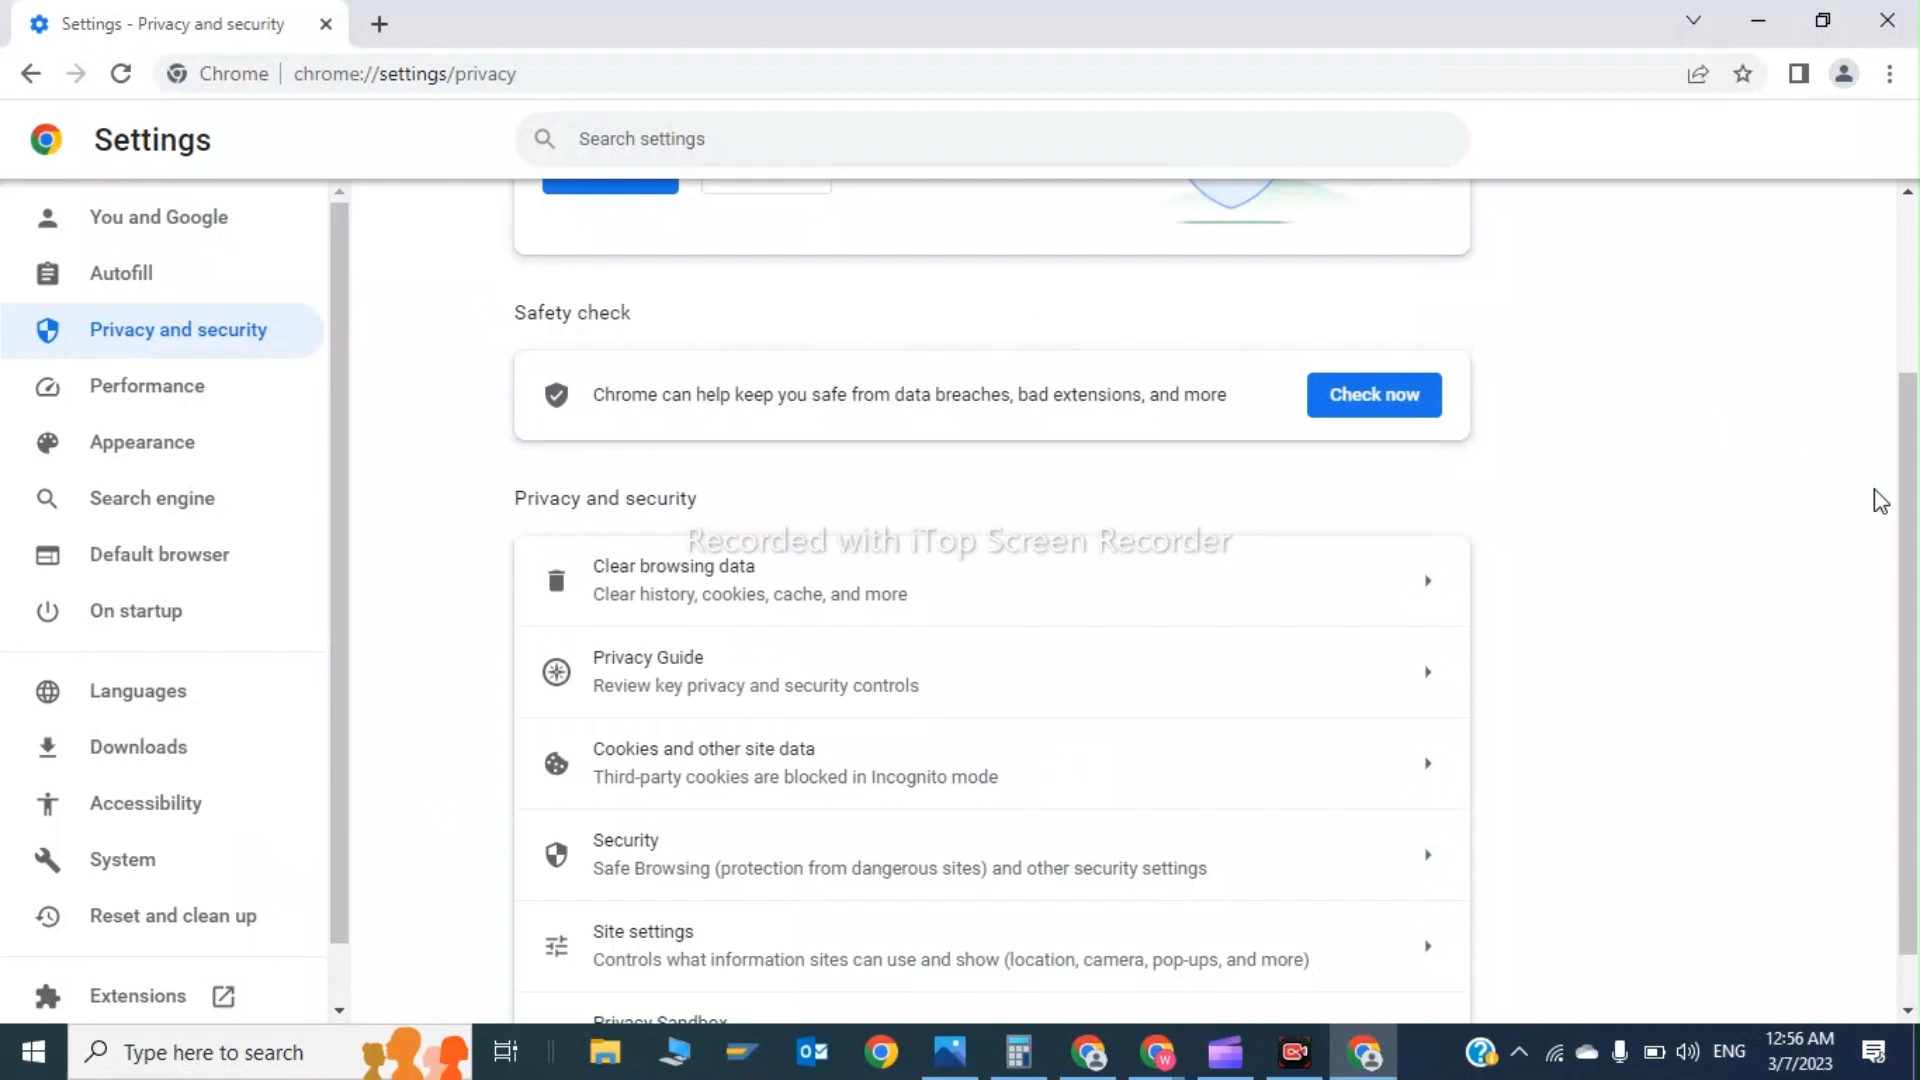 Settings - Privacy and security
Chrome
chrome://settings/privacy
Settings
Search settings
You and Google
Autofill
Privacy and security
Performance
Appearance
Search engine
Default browser
On startup
Languages
Downloads
Accessibility
System
Reset and clean up
Extensions
Safety check
Chrome can help keep you safe from data breaches, bad extensions, and more
Check now
Privacy and security
Recorded with iTop Screen Recorder
Clear browsing data
Clear history, cookies, cache, and more
Privacy Guide
Review key privacy and security controls
Cookies and other site data
Third-party cookies are blocked in Incognito mode
Security
Safe Browsing (protection from dangerous sites) and other security settings
Site settings
Controls what information sites can use and show (location, camera, pop-ups, and more)
Privacy Sandbox
Type here to search
ENG
12:56 AM
3/7/2023